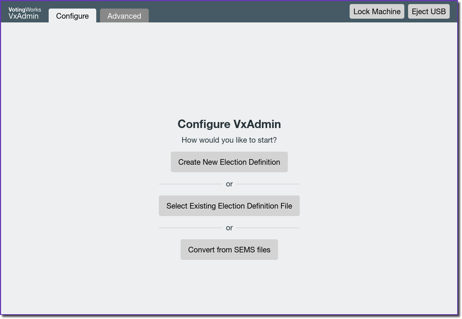 VotingWorks
VxAdmin
Configure
Advanced
Lock Machine
Eject USB
Configure VxAdmin
How would you like to start?
Create New Election Definition
or
Select Existing Election Definition File
or
Convert from SEMS files